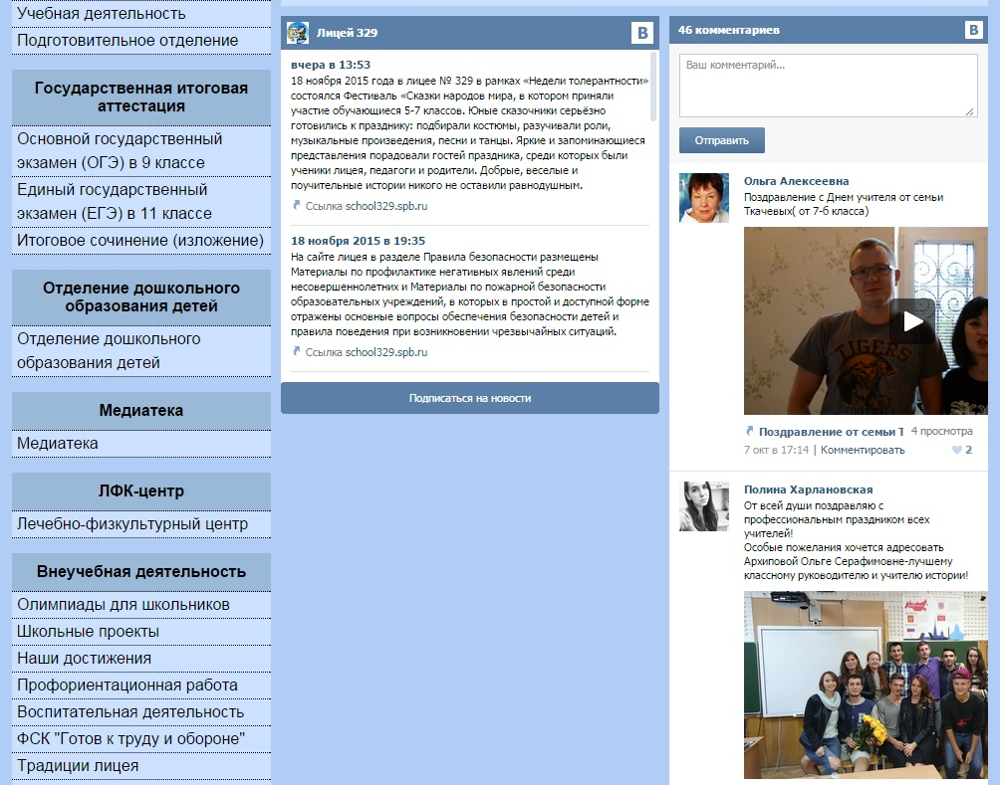 Учебная деятельность
Подготовительное отделение
Государственная итоговая
аттестация
Основной государственный
экзамен (ОГЭ) в 9 классе
Единый государственный
экзамен (ЕГЭ) в 11 классе
Итоговое сочинение (изложение)
Отделение дошкольного
образования детей
Отделение дошкольного
образования детей
Медиатека
Медиатека
ЛФК-центр
Лечебно-физкультурный центр
Внеучебная деятельность
Олимпиады для школьников
Школьные проекты
Наши достижения
Профориентационная работа
Воспитательная деятельность
ФСК "Готов к труду и обороне"
Традиции лицея
Лицей 329
В
вчера в 13:53
18 ноября 2015 года в лицее № 329 в рамках «Недели толерантности»
состоялся Фестиваль «Сказки народов мира, в котором приняли
участие обучающиеся 5-7 классов. Юные сказочники серьёзно
готовились к празднику: подбирали костюмы, разучивали роли,
музыкальные произведения, песни и танцы. Яркие и запоминающиеся
представления порадовали гостей праздника, среди которых были
ученики лицея, педагоги и родители. Добрые, веселые и
поучительные истории никого не оставили равнодушным.
Ссылка school329.spb.ru
18 ноября 2015 в 19:35
На сайте лицея в разделе Правила безопасности размещены
Материалы по профилактике негативных явлений среди
несовершеннолетних и Материалы по пожарной безопасности
образовательных учреждений, в которых в простой и доступной форме
отражены основные вопросы обеспечения безопасности детей и
правила поведения при возникновении чрезвычайных ситуаций.
Ссылка school329.spb.ru
Подписаться на новости
46 комментариев
В
Ваш комментарий...
Отправить
Ольга Алексеевна
Поздравление с Днем учителя от семьи
Ткачевых( от 7-б класса)
TIGERS
FOOTBALL
Поздравление от семьи Т 4 просмотра
7 окт в 17:14 | Комментировать 2
Полина Харлановская
От всей души поздравляю с
профессиональным праздником всех
учителей!
Особые пожелания хочется адресовать
Архиповой Ольге Серафимовне-лучшему
классному руководителю и учителю истории!